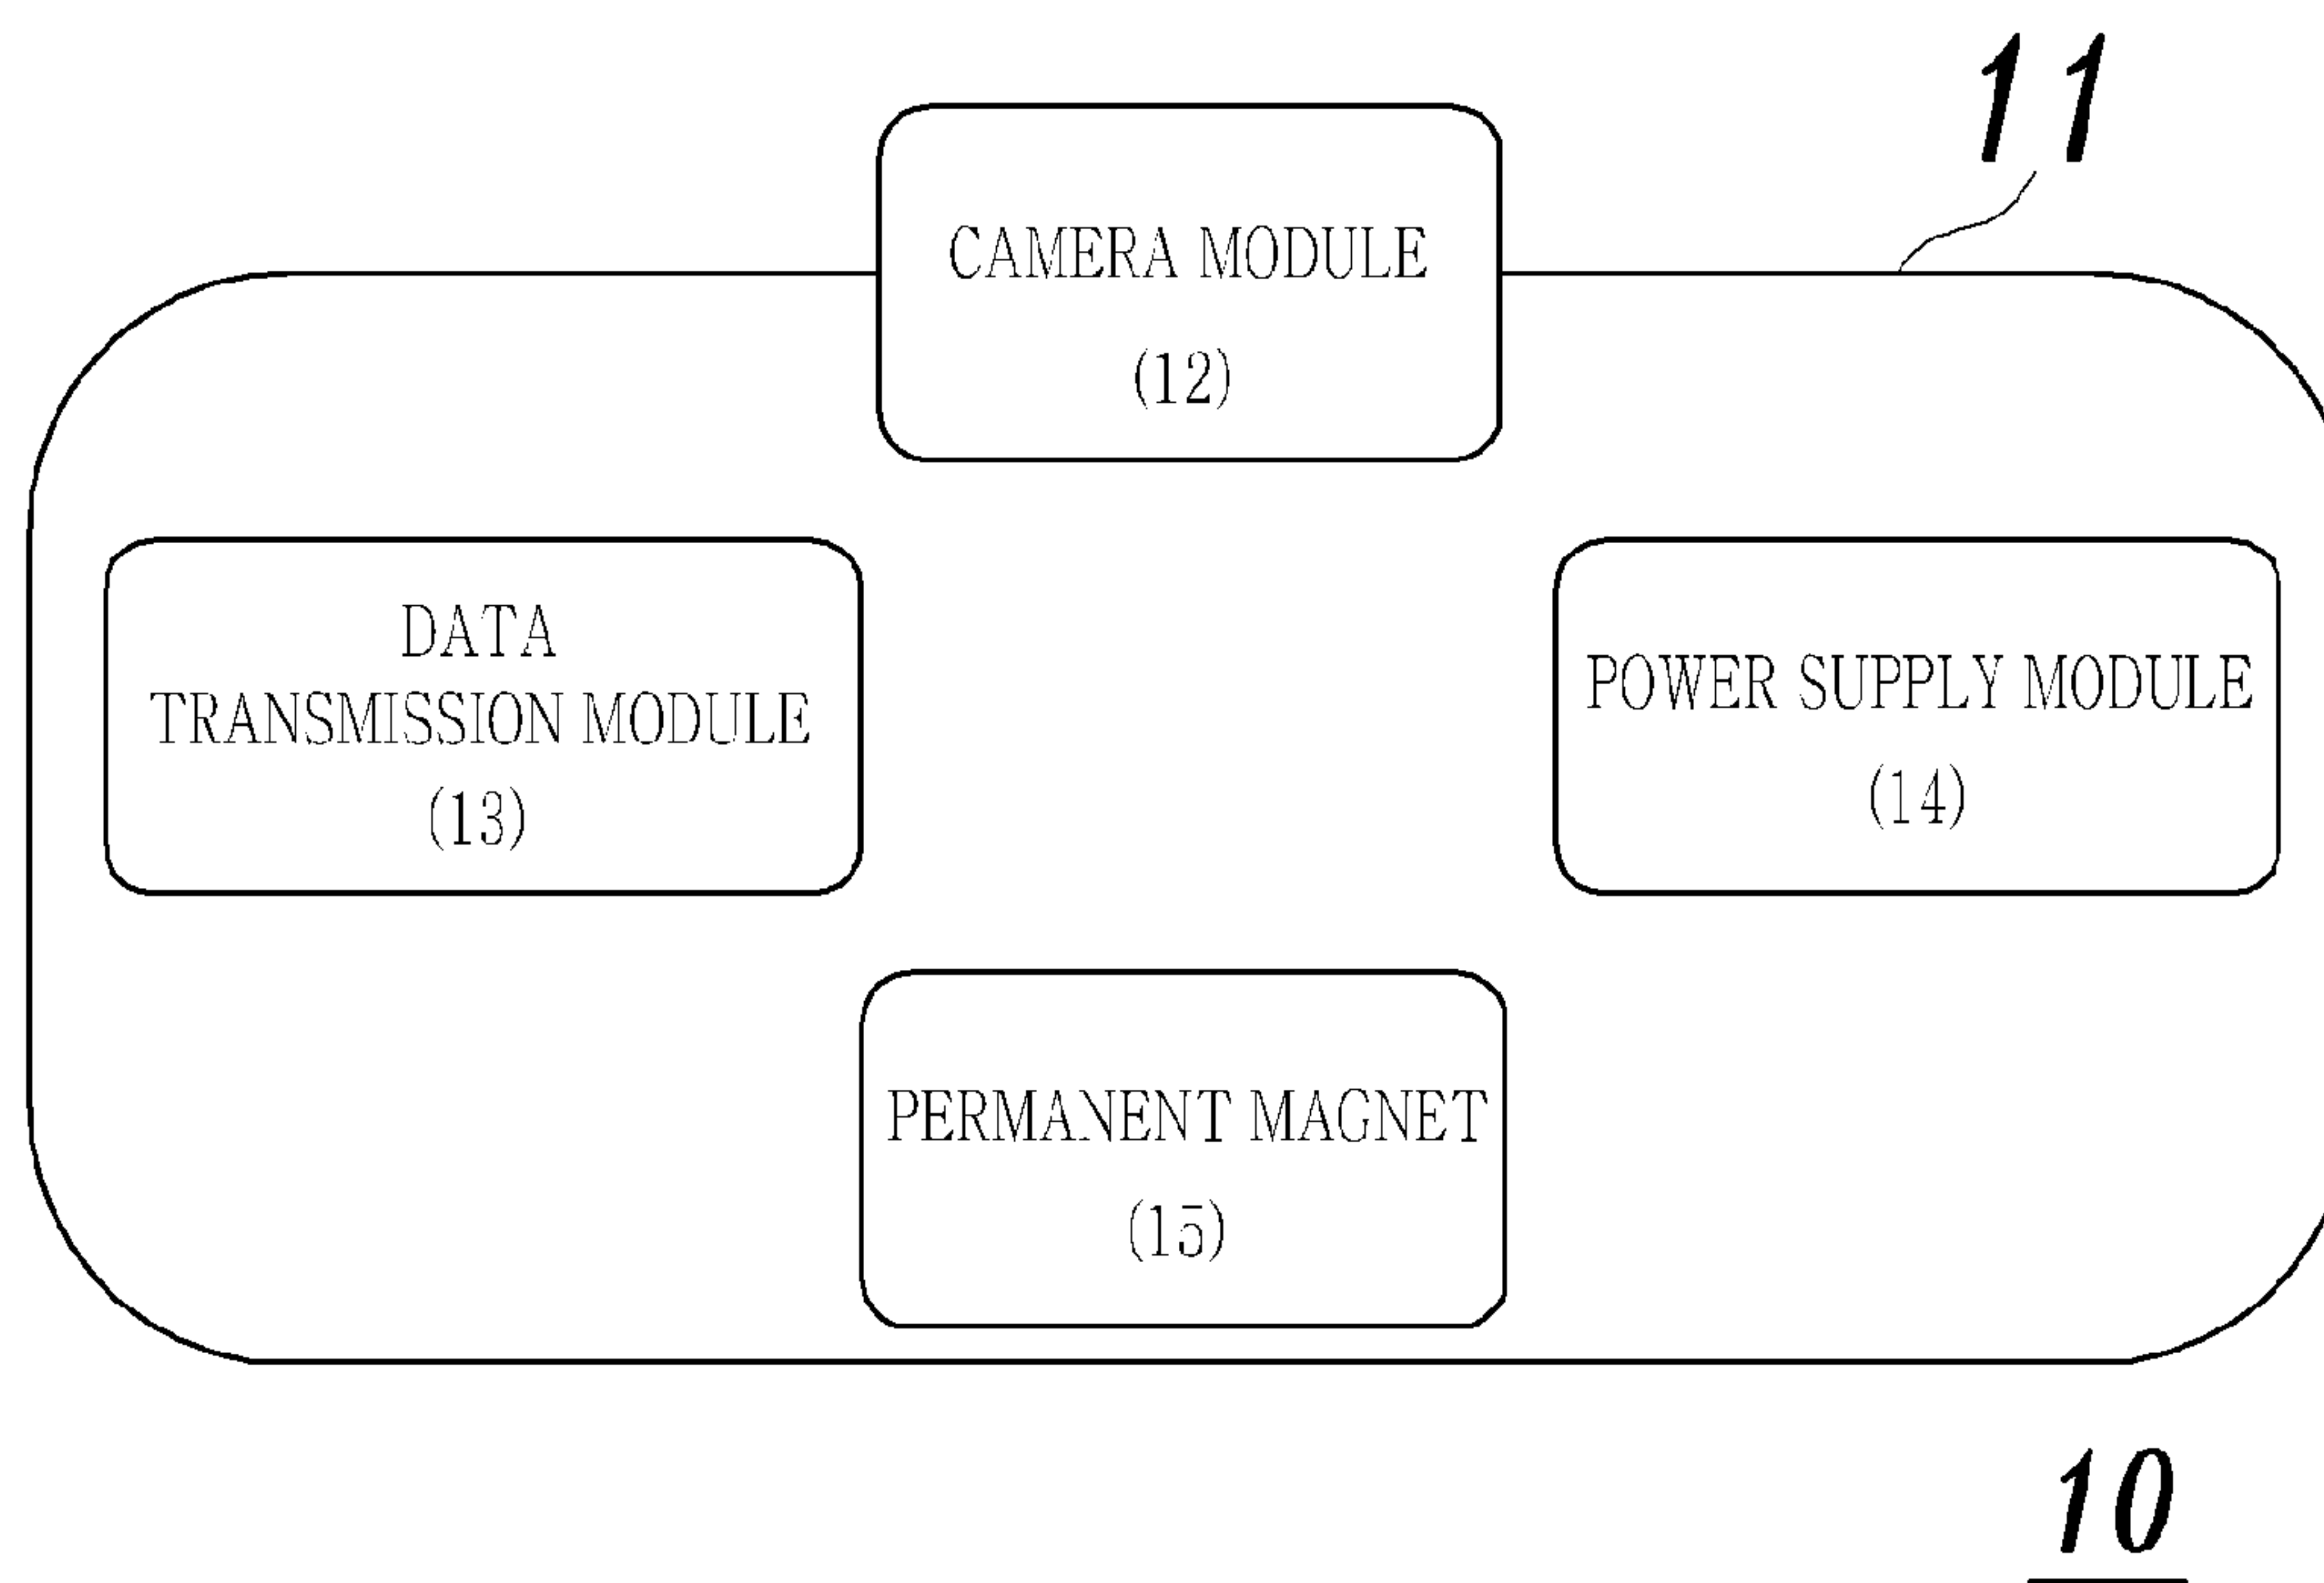 11
CAMERA MODULE
(12)
DATA
TRANSMISSION MODULE
(13)
POWER SUPPLY MODULE
(14)
PERMANENT MAGNET
(15)
10